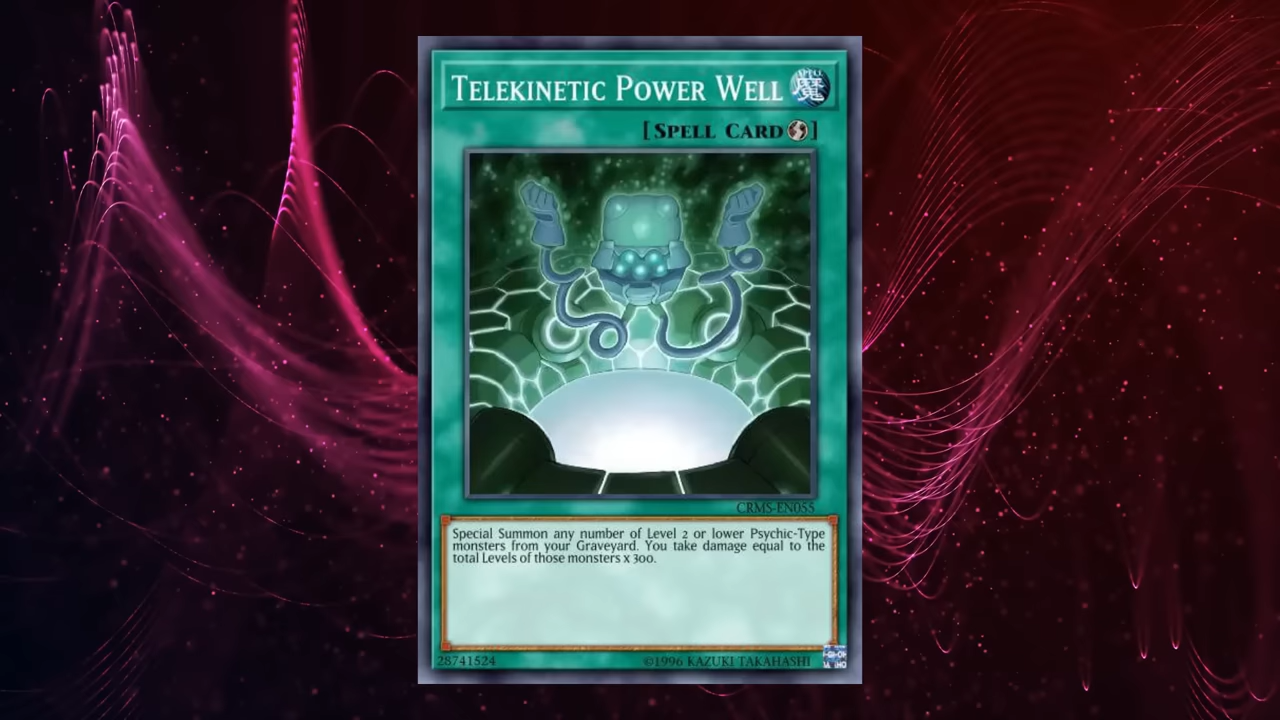 TELEKINETIC POWER WELL
SPELL
魔
[SPELL CARD]
CRMS-EN055
Special Summon any number of Level 2 or lower Psychic-Type
monsters from your Graveyard. You take damage equal to the
total Levels of those monsters x 300.
28741524
©1996 KAZUKI TAKAHASHI